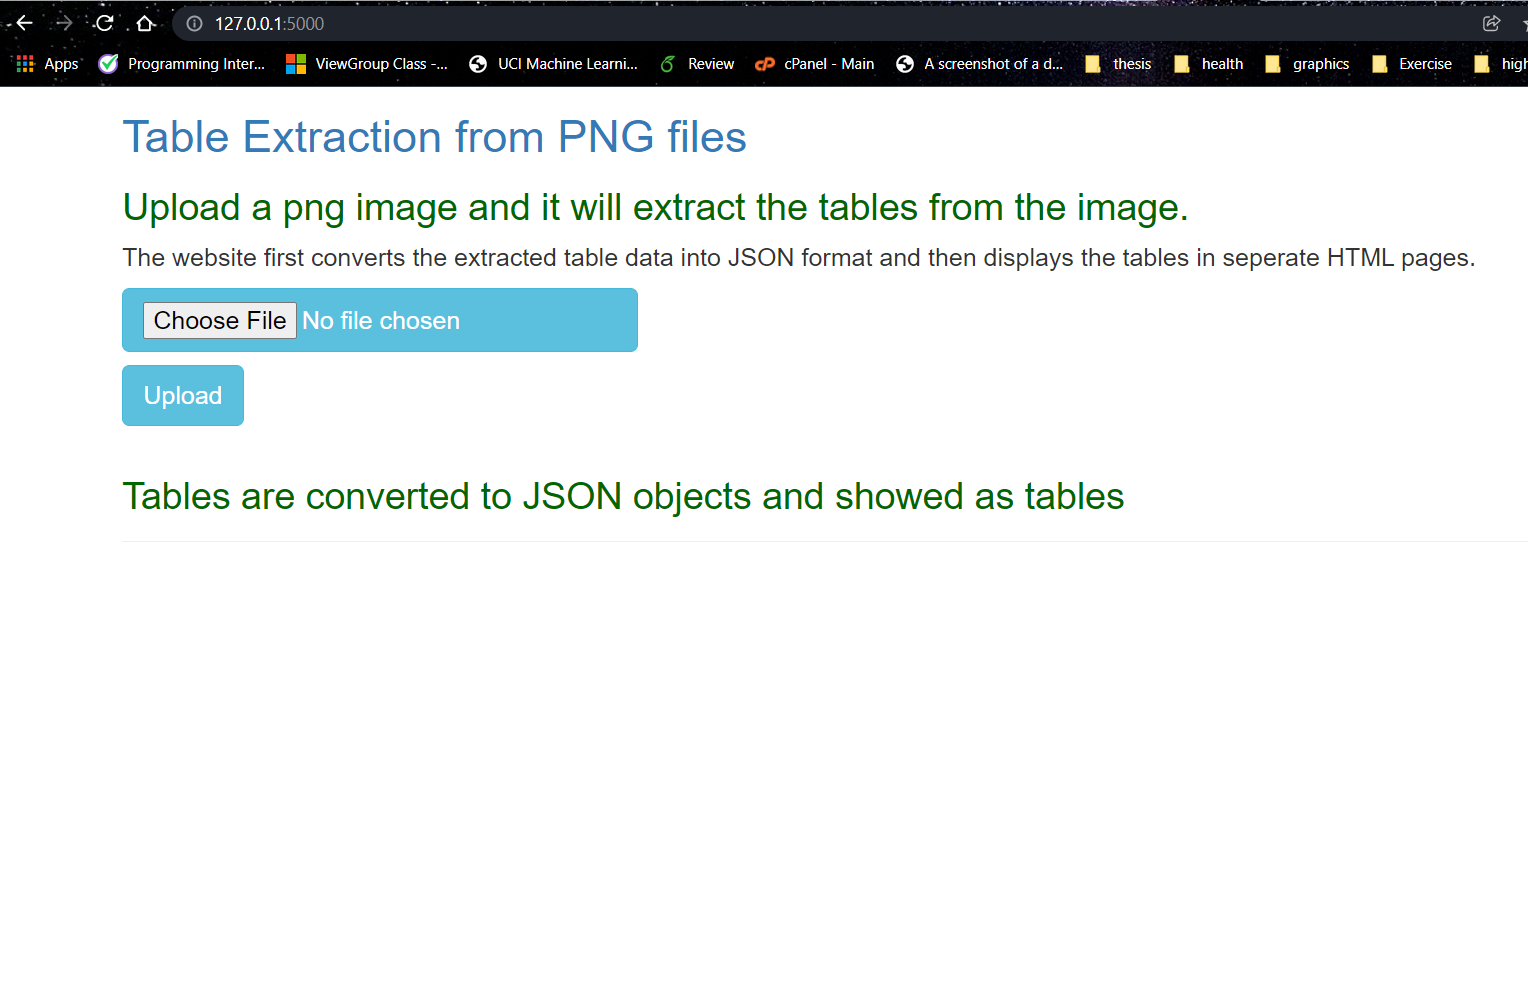 127.0.0.1:5000
Apps Programming Inter... ViewGroup Class -... UCI Machine Learni... Review cPanel - Main A screenshot of a d... thesis health graphics Exercise high
Table Extraction from PNG files
Upload a png image and it will extract the tables from the image.
The website first converts the extracted table data into JSON format and then displays the tables in seperate HTML pages.
Choose File No file chosen
Upload
Tables are converted to JSON objects and showed as tables